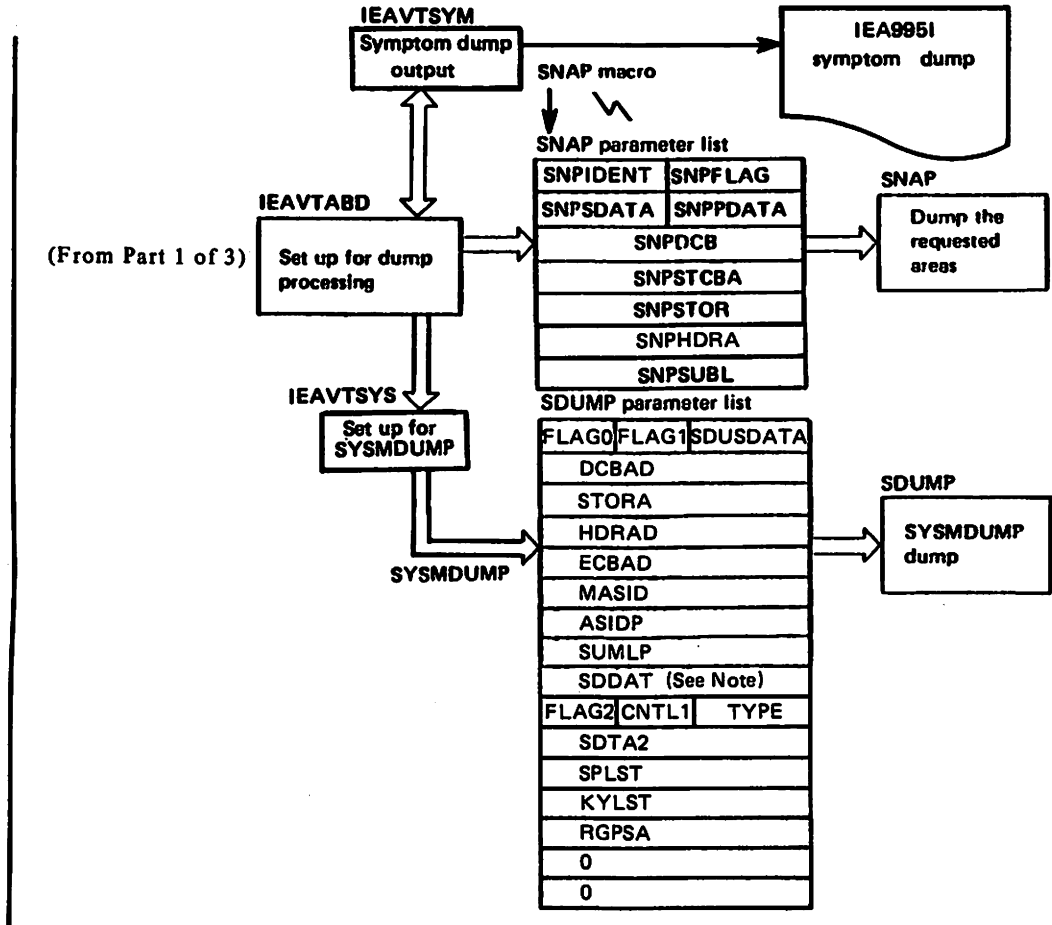 IEAVTSYM
Symptom dump
output
IEA995I
symptom dump
SNAP macro
SNAP parameter list
SNPIDENT SNPFLAG
SNPSDATA SNPPDATA
SNPDCB
SNPSTCBA
SNPSTOR
SNPHDRA
SNPSUBL
SNAP
Dump the
requested
areas
IEAVTABD
(From Part 1 of 3)
Set up for dump
processing
IEAVTSYS
Set up for
SYSMDUMP
SYSMDUMP
SDUMP parameter list
FLAG0 FLAG1 SDUSDATA
DCBAD
STORA
HDRAD
ECBAD
MASID
ASIDP
SUMLP
SDDAT (See Note)
FLAG2 CNTL1 TYPE
SDTA2
SPLST
KYLST
RGPSA
0
0
SDUMP
SYSMDUMP
dump